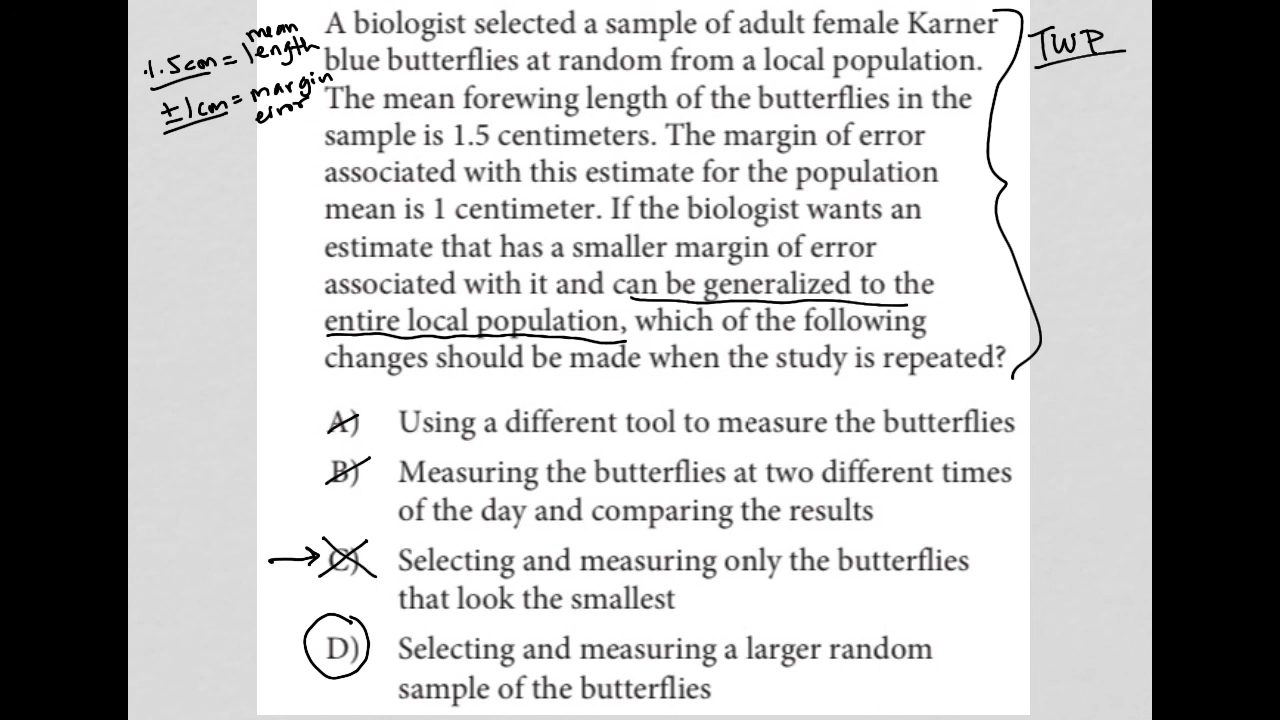 mean
.1.5cm = length
±1cm = margin
error
TWP
A biologist selected a sample of adult female Karner
blue butterflies at random from a local population.
The mean forewing length of the butterflies in the
sample is 1.5 centimeters. The margin of error
associated with this estimate for the population
mean is 1 centimeter. If the biologist wants an
estimate that has a smaller margin of error
associated with it and can be generalized to the
entire local population, which of the following
changes should be made when the study is repeated?
A) Using a different tool to measure the butterflies
B) Measuring the butterflies at two different times
of the day and comparing the results
C) Selecting and measuring only the butterflies
that look the smallest
D) Selecting and measuring a larger random
sample of the butterflies